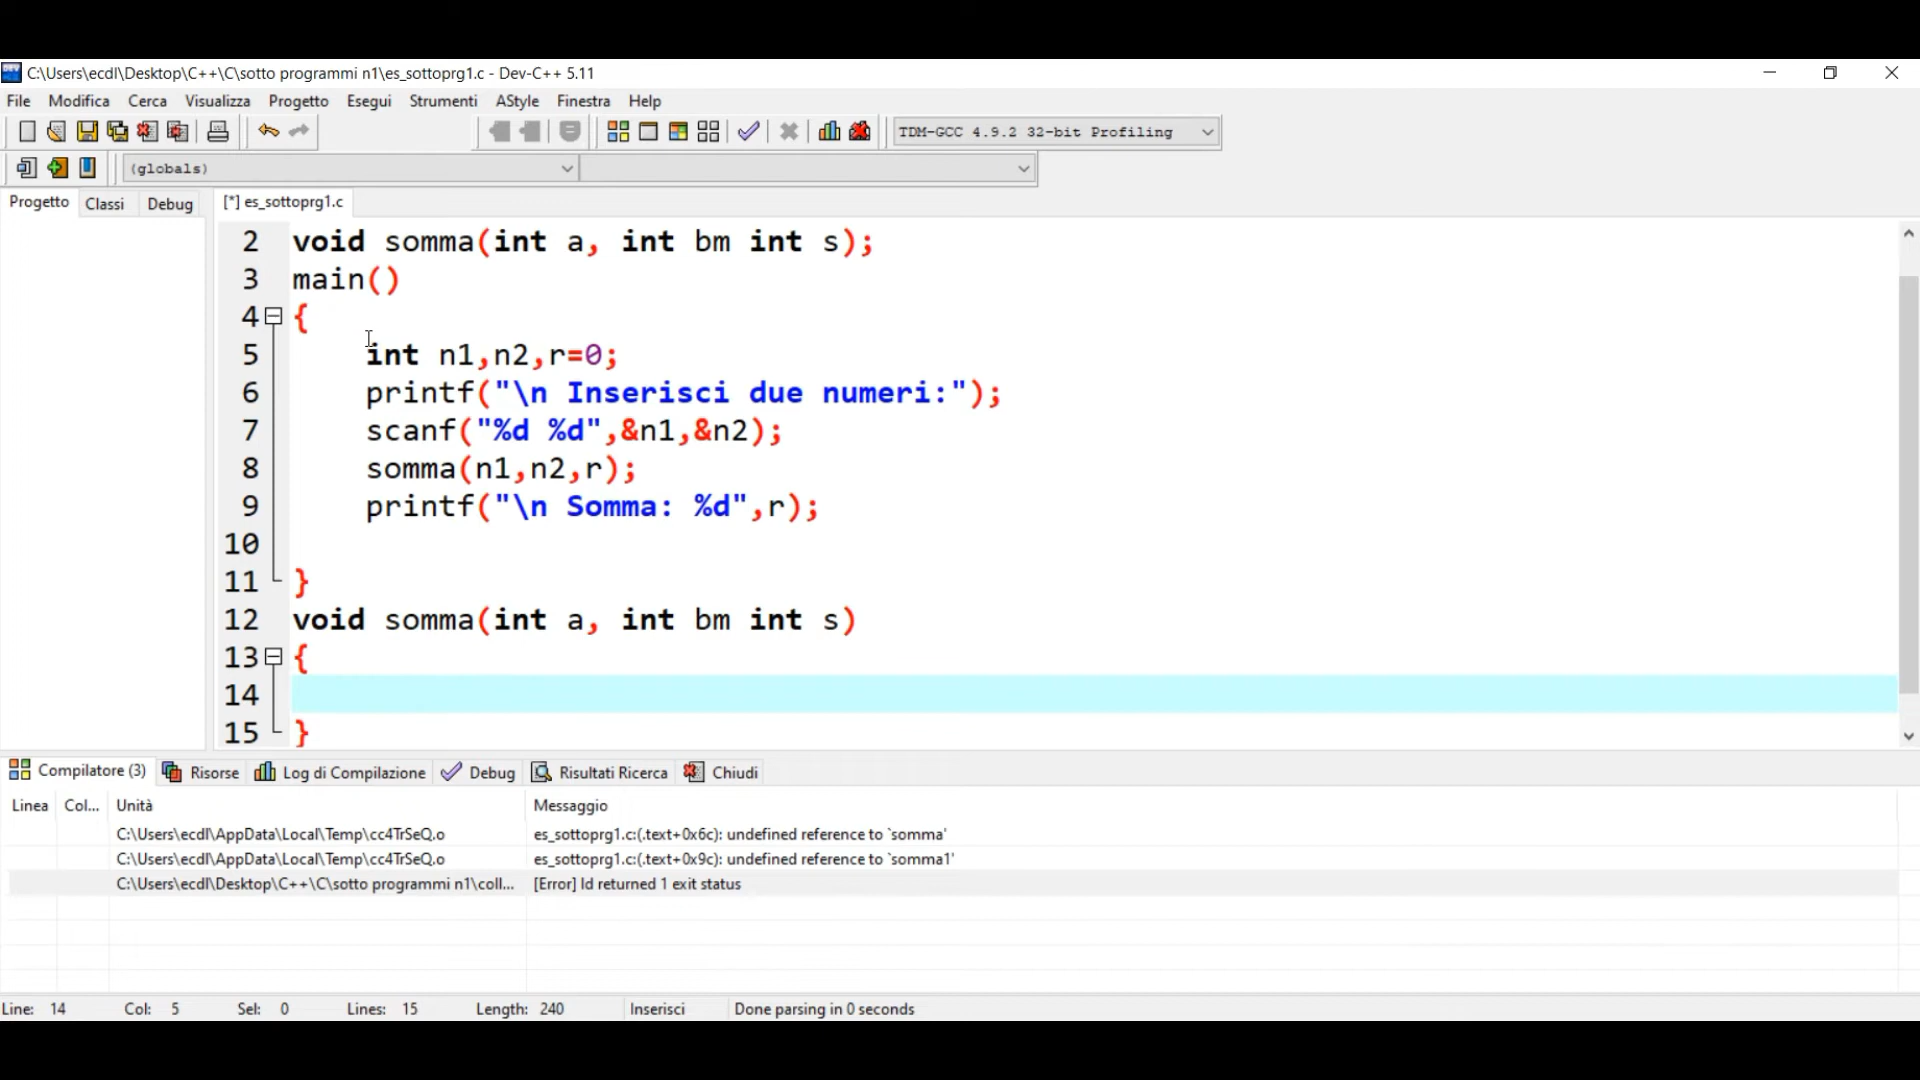 C:\Users\ecdl\Desktop\C++\C\sotto programmi n1\es_sottoprg1.c - Dev-C++ 5.11
File Modifica Cerca Visualizza Progetto Esegui Strumenti AStyle Finestra Help
TDM-GCC 4.9.2 32-bit Profiling
(globals)
Progetto Classi Debug [*] es_sottoprg1.c
2 void somma(int a, int bm int s);
3 main()
4 {
5 int n1,n2,r=0;
6 printf("\n Inserisci due numeri:");
7 scanf("%d %d",&n1,&n2);
8 somma(n1,n2,r);
9 printf("\n Somma: %d",r);
10
11 }
12 void somma(int a, int bm int s)
13 {
14
15 }
Compilatore (3) Risorse Log di Compilazione Debug Risultati Ricerca Chiudi
Linea Col... Unità Messaggio
C:\Users\ecdl\AppData\Local\Temp\cc4TrSeQ.o es_sottoprg1.c:(.text+0x6c): undefined reference to `somma'
C:\Users\ecdl\AppData\Local\Temp\cc4TrSeQ.o es_sottoprg1.c:(.text+0x9c): undefined reference to `somma1'
C:\Users\ecdl\Desktop\C++\C\sotto programmi n1\coll... [Error] ld returned 1 exit status
Line: 14 Col: 5 Sel: 0 Lines: 15 Length: 240 Inserisci Done parsing in 0 seconds